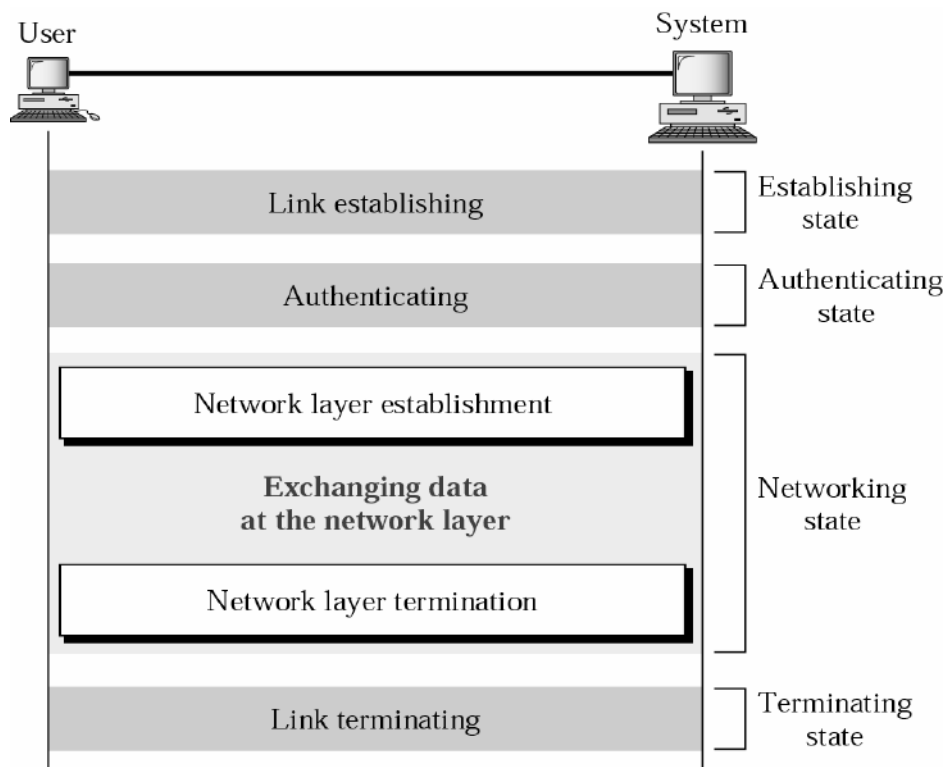 User
System
Link establishing
Establishing
state
Authenticating
Authenticating
state
Network layer establishment
Exchanging data
at the network layer
Networking
state
Network layer termination
Link terminating
Terminating
state